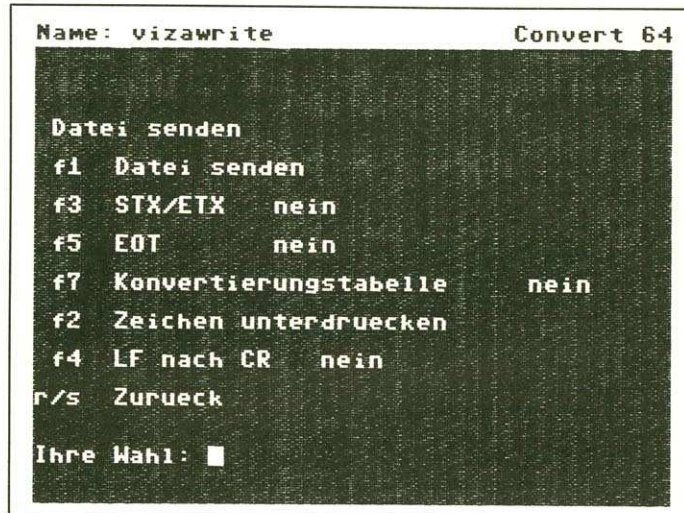 Name: vizawrite Convert 64
Datei senden
f1 Datei senden
f3 STX/ETX nein
f5 EOT nein
f7 Konvertierungstabelle nein
f2 Zeichen unterdruecken
f4 LF nach CR nein
r/s Zurueck
Ihre Wahl: